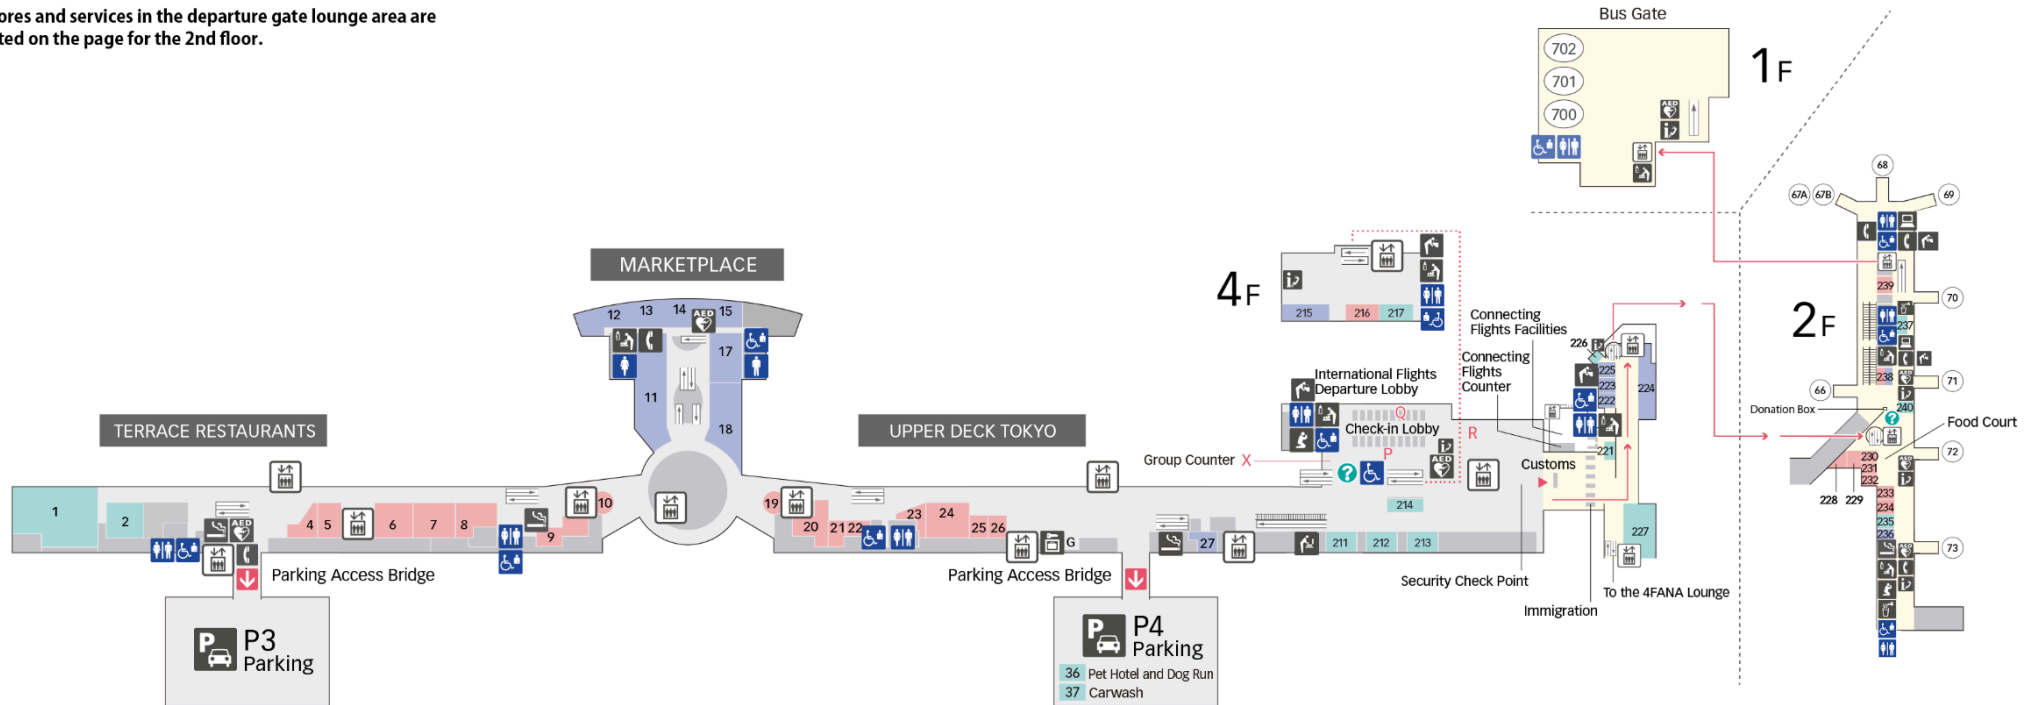 ores and services in the departure gate lounge area are
ted on the page for the 2nd floor.
Bus Gate
702
701
700
AED
1F
68
67A
67B
69
239
70
237
238
71
66
240
Donation Box
?
Food Court
72
230
231
232
AED
228
229
233
234
235
236
AED
73
2F
4F
215
216
217
MARKETPLACE
12
13
14
15
AED
17
11
18
TERRACE RESTAURANTS
UPPER DECK TOKYO
International Flights
Departure Lobby
Q
Check-in Lobby
P
R
Group Counter X
?
AED
Connecting
Flights Facilities
Connecting
Flights
Counter
226
225
223
222
224
221
Customs
214
227
1
2
AED
4
5
6
7
8
9
10
19
20
21
22
23
24
25
26
G
27
211
212
213
Parking Access Bridge
Parking Access Bridge
Security Check Point
Immigration
To the 4FANA Lounge
P
P3
Parking
P
P4
Parking
36 Pet Hotel and Dog Run
37 Carwash